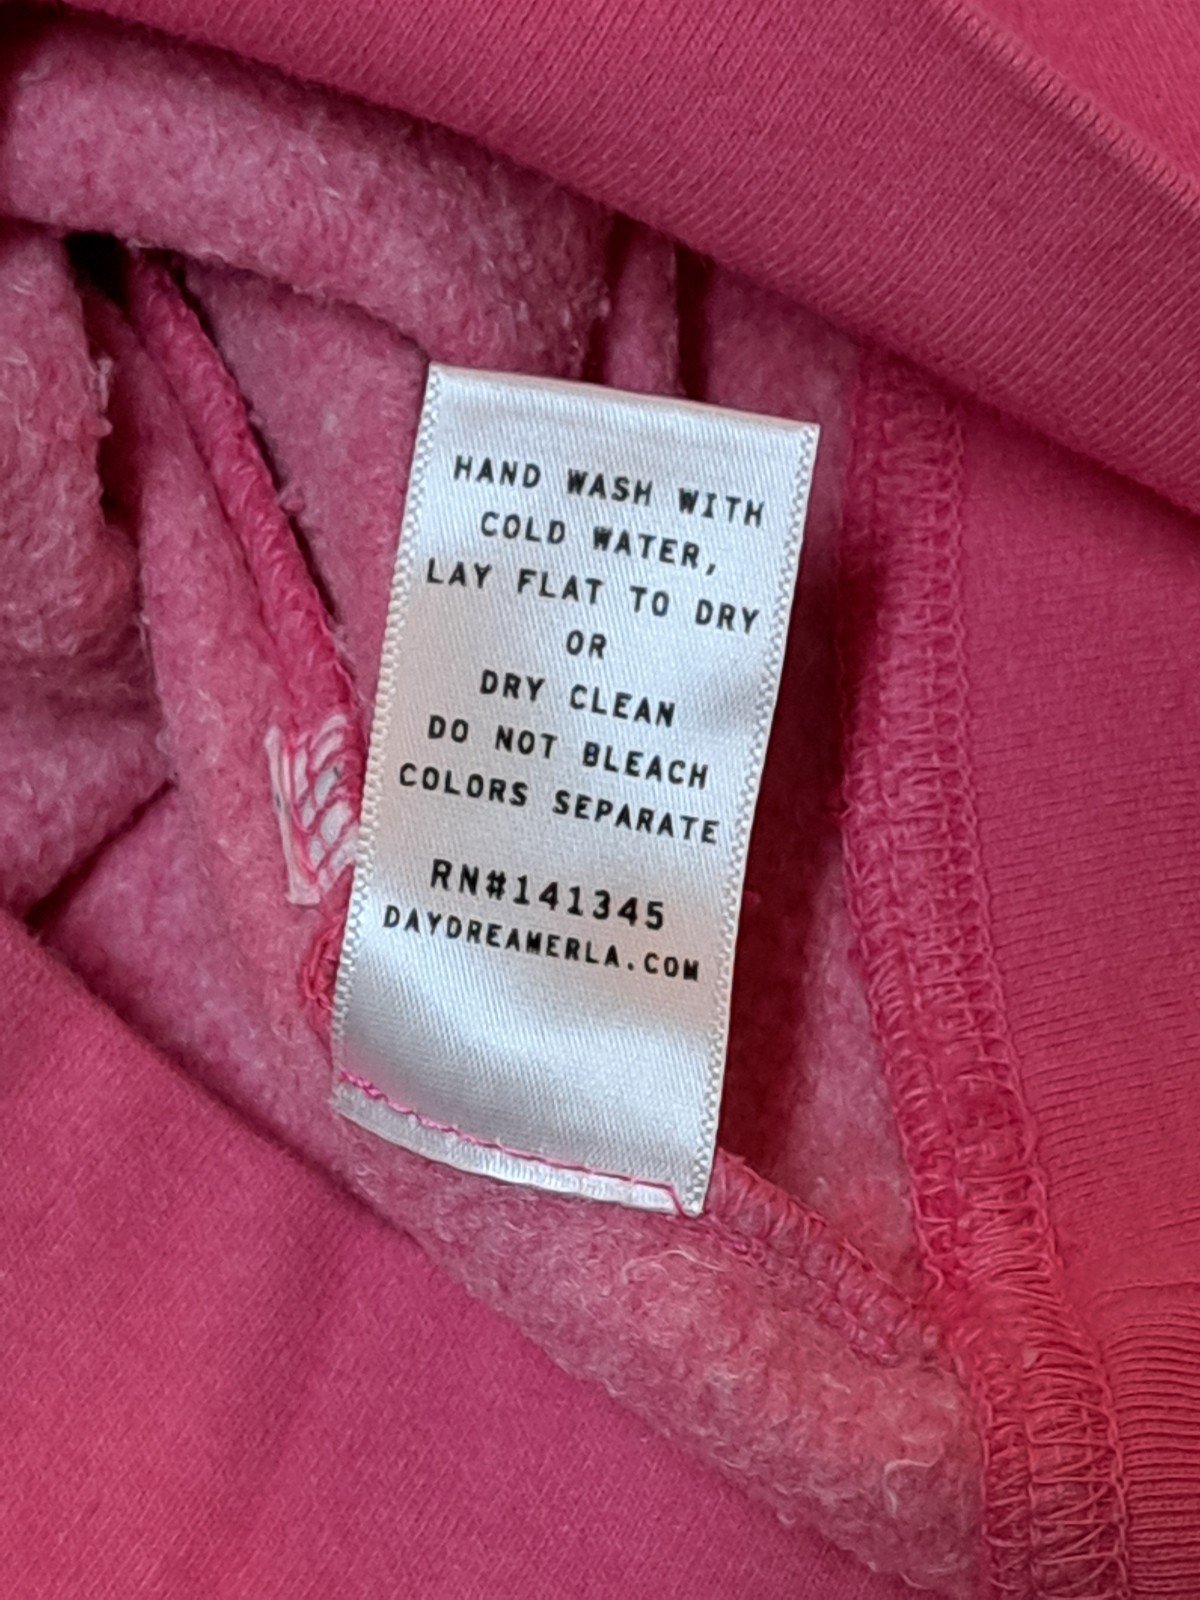 HAND WASH WITH
COLD WATER,
LAY FLAT TO DRY
OR
DRY CLEAN
DO NOT BLEACH
COLORS SEPARATE
RN#141345
DAYDREAMERLA.COM